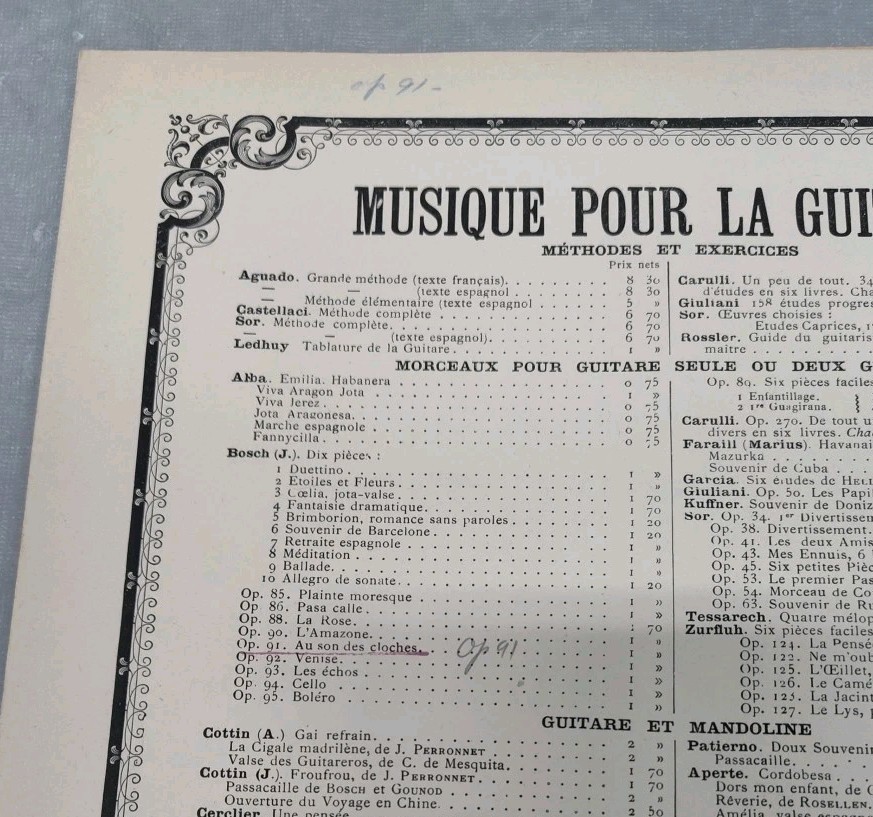 op 91-
MUSIQUE POUR LA GUI
MÉTHODES ET EXERCICES
Prix nets
Aguado. Grande méthode (texte français). 8 30
— — (texte espagnol 8 30
— Méthode élémentaire (texte espagnol 5 »
Castellaci. Méthode complète 6 70
Sor. Méthode complète. 6 70
— — (texte espagnol). 6 70
Ledhuy Tablature de la Guitare. 1 »
Carulli. Un peu de tout. 34
d'études en six livres. Cha
Giuliani 158 études progres
Sor. Œuvres choisies :
Etudes Caprices,
Rossler. Guide du guitaris
maitre
MORCEAUX POUR GUITARE SEULE OU DEUX G
Alba. Emilia. Habanera 0 75
Viva Aragon Jota 1 »
Viva Jerez. 0 75
Jota Aragonesa. 0 75
Marche espagnole 0 75
Fannycilla. 0 75
Bosch (J.). Dix pièces :
1 Duettino 1 »
2 Etoiles et Fleurs 1 »
3 Cœlia, jota-valse. 1 70
4 Fantaisie dramatique. 1 70
5 Brimborion, romance sans paroles 1 20
6 Souvenir de Barcelone 1 20
7 Retraite espagnole 1 »
8 Méditation 1 »
9 Ballade. 1 »
10 Allegro de sonate. 1 20
Op. 85. Plainte moresque 1 »
Op 86. Pasa calle. 1 »
Op. 88. La Rose.
Op. 90. L'Amazone. 70
Op. 91. Au son des cloches. Op 91 1 »
Op. 92. Venise. 1 »
Op. 93. Les échos 1 »
Op. 94. Cello 1 »
Op. 95. Boléro 1 »
Op. 89. Six pièces faciles
1 Enfantillage.
2 1re Guagirana.
Carulli. Op. 270. De tout u
divers en six livres. Cha
Faraill (Marius). Havanai
Mazurka
Souvenir de Cuba
Garcia. Six études de HELL
Giuliani. Op. 50. Les Papi
Kuffner. Souvenir de Doniz
Sor. Op. 34. 1er Divertissen
Op. 38. Divertissement.
Op. 41. Les deux Amis
Op. 43. Mes Ennuis, 6
Op. 45. Six petites Pièc
Op. 53. Le premier Pas
Op. 54. Morceau de Co
Op. 63. Souvenir de Ru
Tessarech. Quatre mélop
Zurfluh. Six pièces faciles
Op. 124. La Pensé
Op. 122. Ne m'oub
Op. 125. L'Œillet,
Op. 126. Le Camé
Op. 123. La Jacint
Op. 127. Le Lys,
GUITARE ET MANDOLINE
Cottin (A.) Gai refrain. 2 »
La Cigale madrilène, de J. PERRONNET 2 »
Valse des Guitareros, de C. de Mesquita. 2 »
Cottin (J.) Froufrou, de J. PERRONNET. 1 70
Passacaille de BOSCH et GOUNOD 1 70
Ouverture du Voyage en Chine. 2 »
Cerclier Une pensée 2 50
Patierno. Doux Souvenir
Passacaille.
Aperte. Cordobesa
Dors mon enfant, de
Rêverie, de ROSELLEN.
Amélia, valse espagno